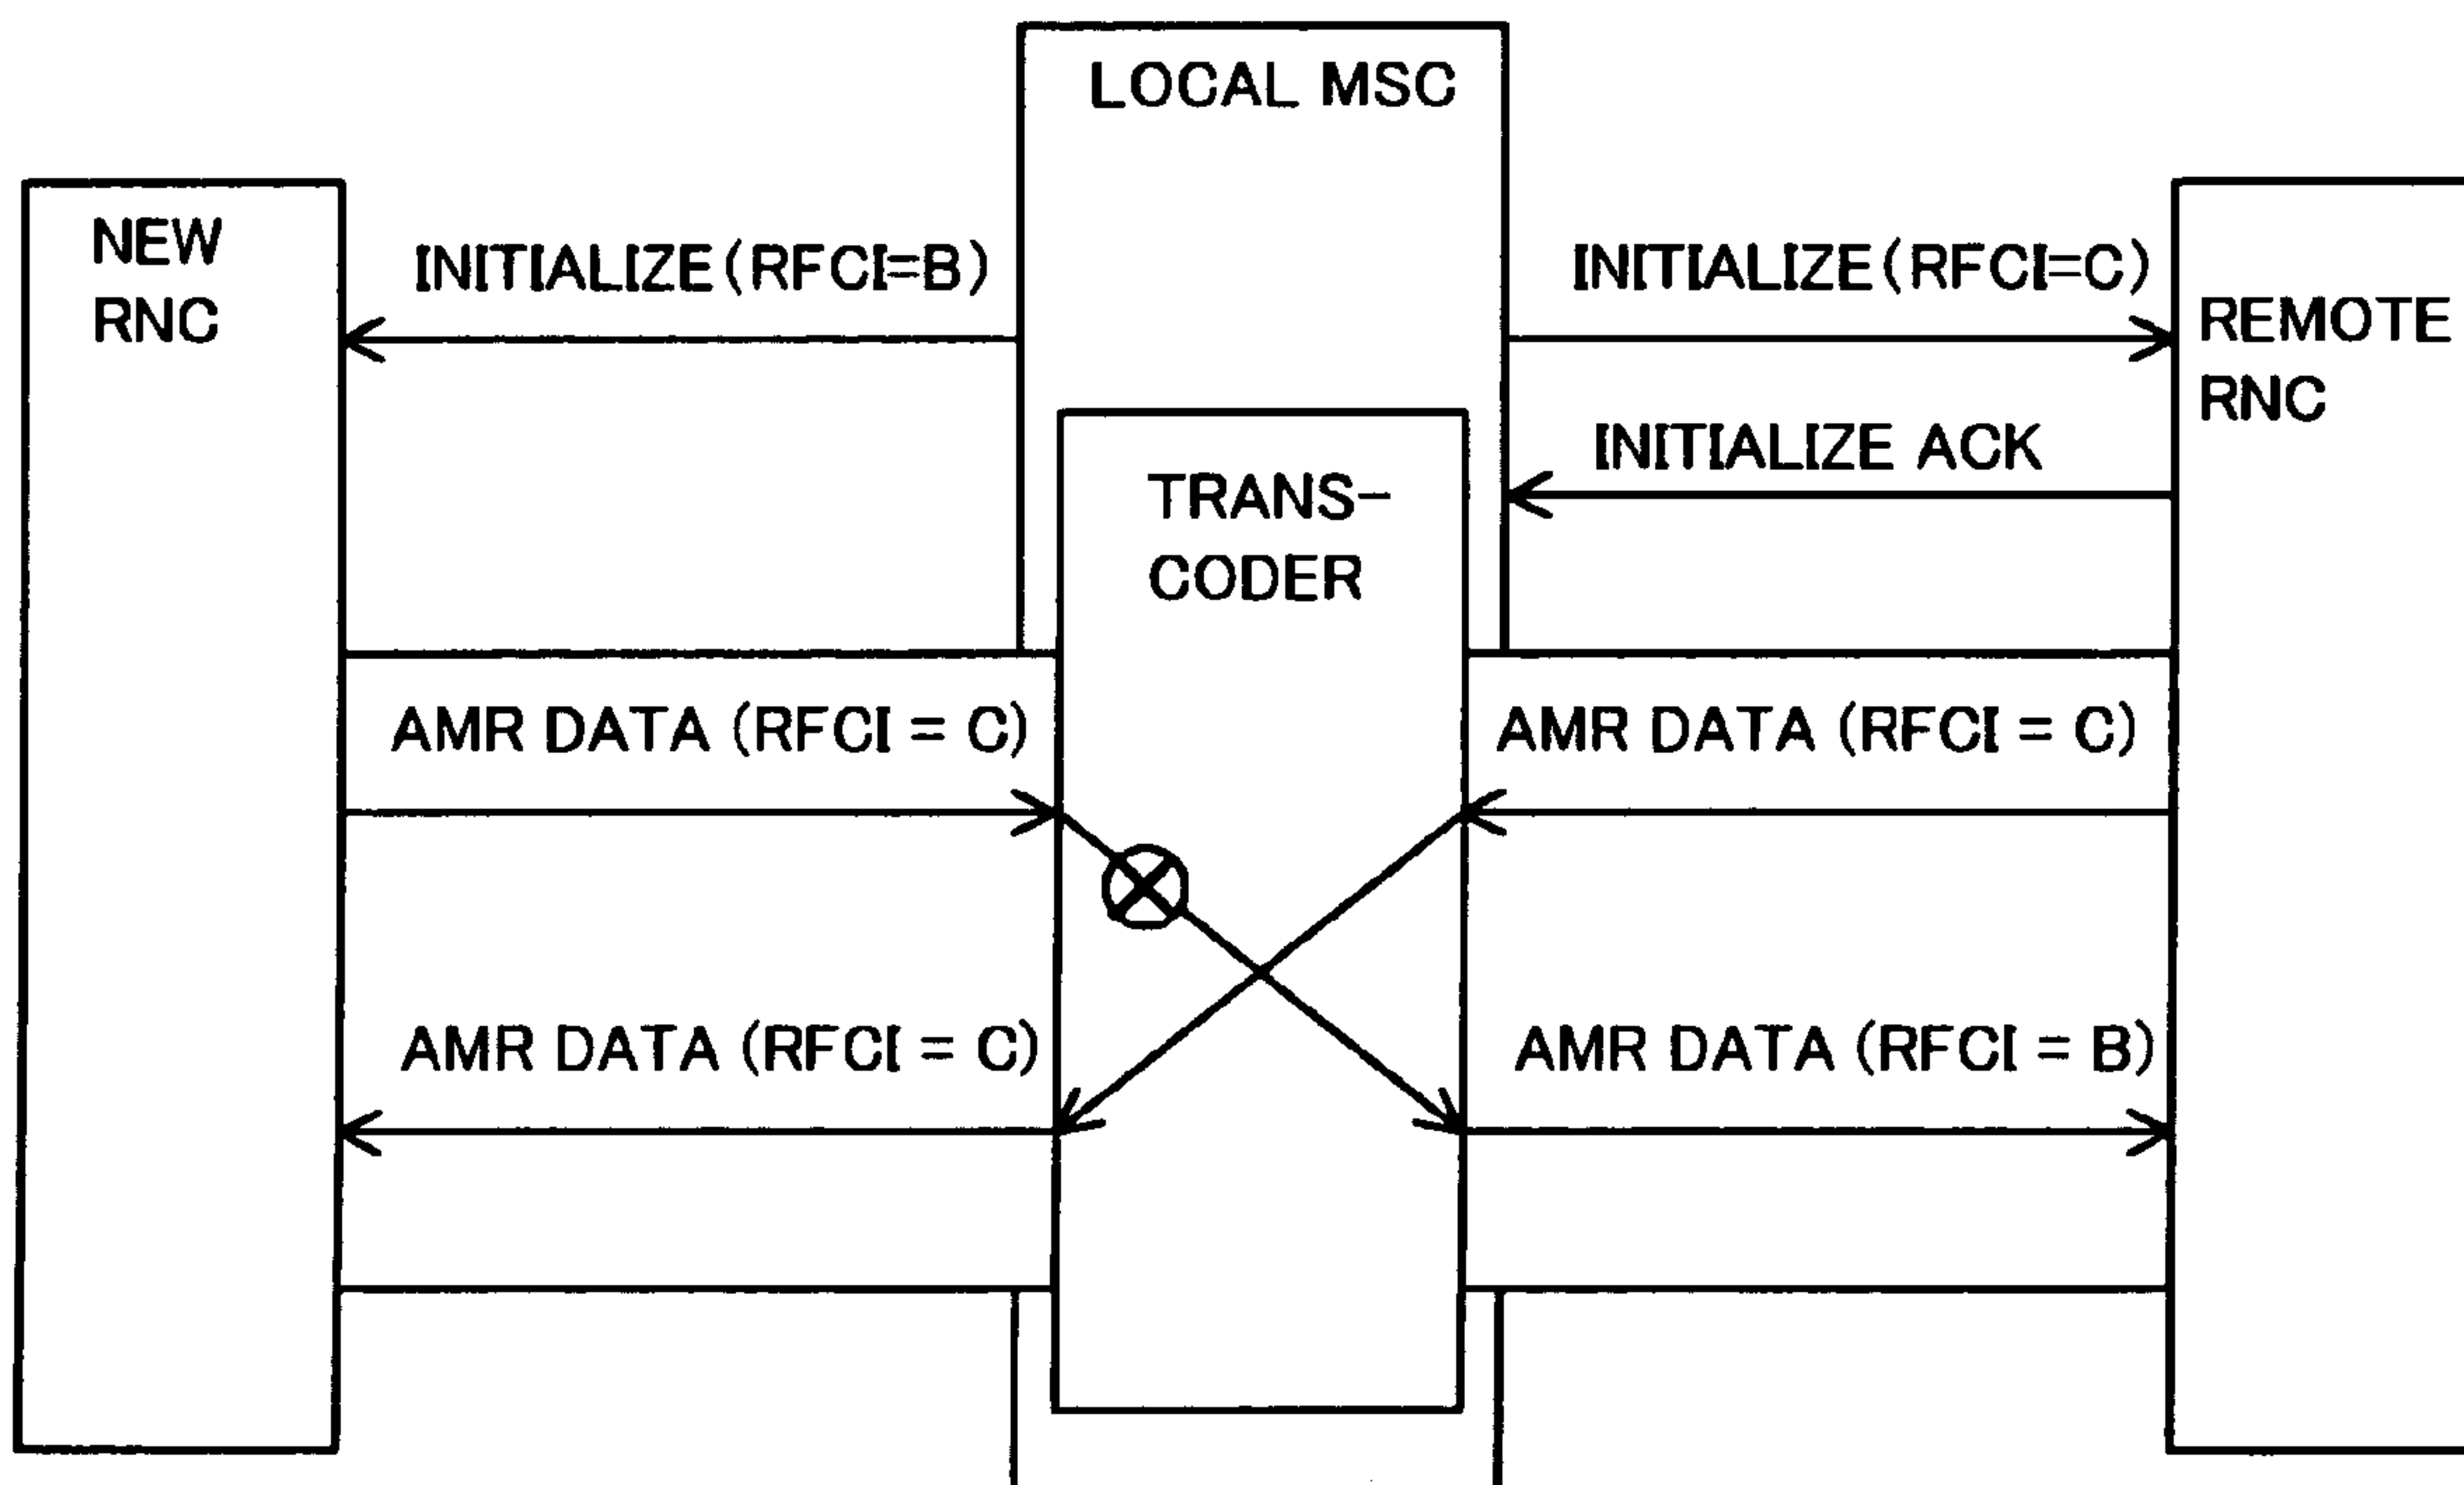 LOCAL MSC
NEW
RNC
INITIALIZE(RFCI=B)
INITIALIZE(RFCI=C)
REMOTE
RNC
INITIALIZE ACK
TRANS-
CODER
AMR DATA (RFCI = C)
AMR DATA (RFCI = C)
AMR DATA (RFCI = C)
AMR DATA (RFCI = B)